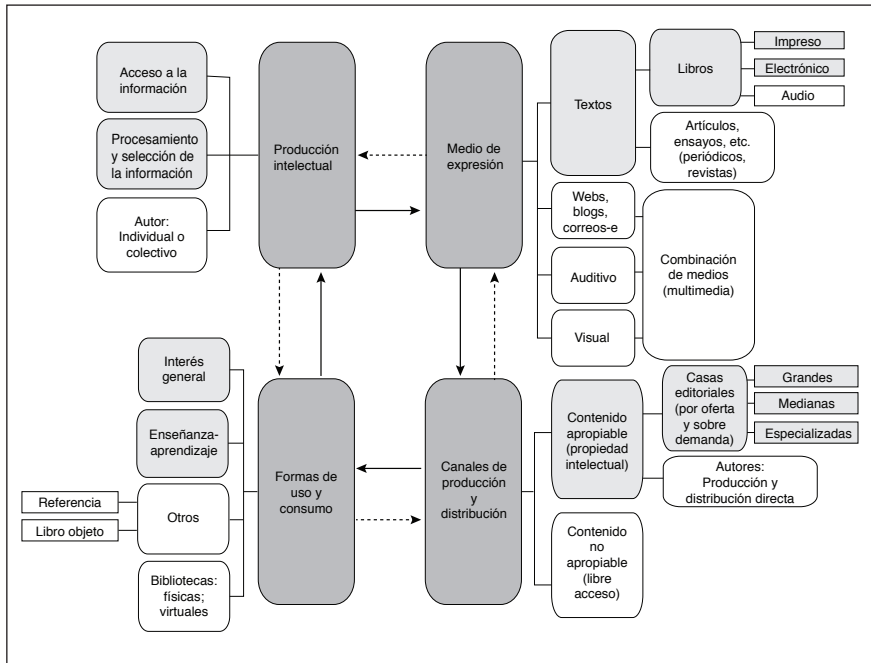 Acceso a la
información
Procesamiento
y selección de
la información
Autor:
Individual o
colectivo
Producción
intelectual
Medio de
expresión
Textos
Libros
Impreso
Electrónico
Audio
Artículos,
ensayos, etc.
(periódicos,
revistas)
Webs,
blogs,
correos-e
Auditivo
Visual
Combinación
de medios
(multimedia)
Interés
general
Enseñanza-
aprendizaje
Referencia
Libro objeto
Otros
Bibliotecas:
físicas;
virtuales
Formas de
uso y
consumo
Canales de
producción
y
distribución
Contenido
apropiable
(propiedad
intelectual)
Casas
editoriales
(por oferta
y sobre
demanda)
Grandes
Medianas
Especializadas
Autores:
Producción y
distribución directa
Contenido
no
apropiable
(libre
acceso)